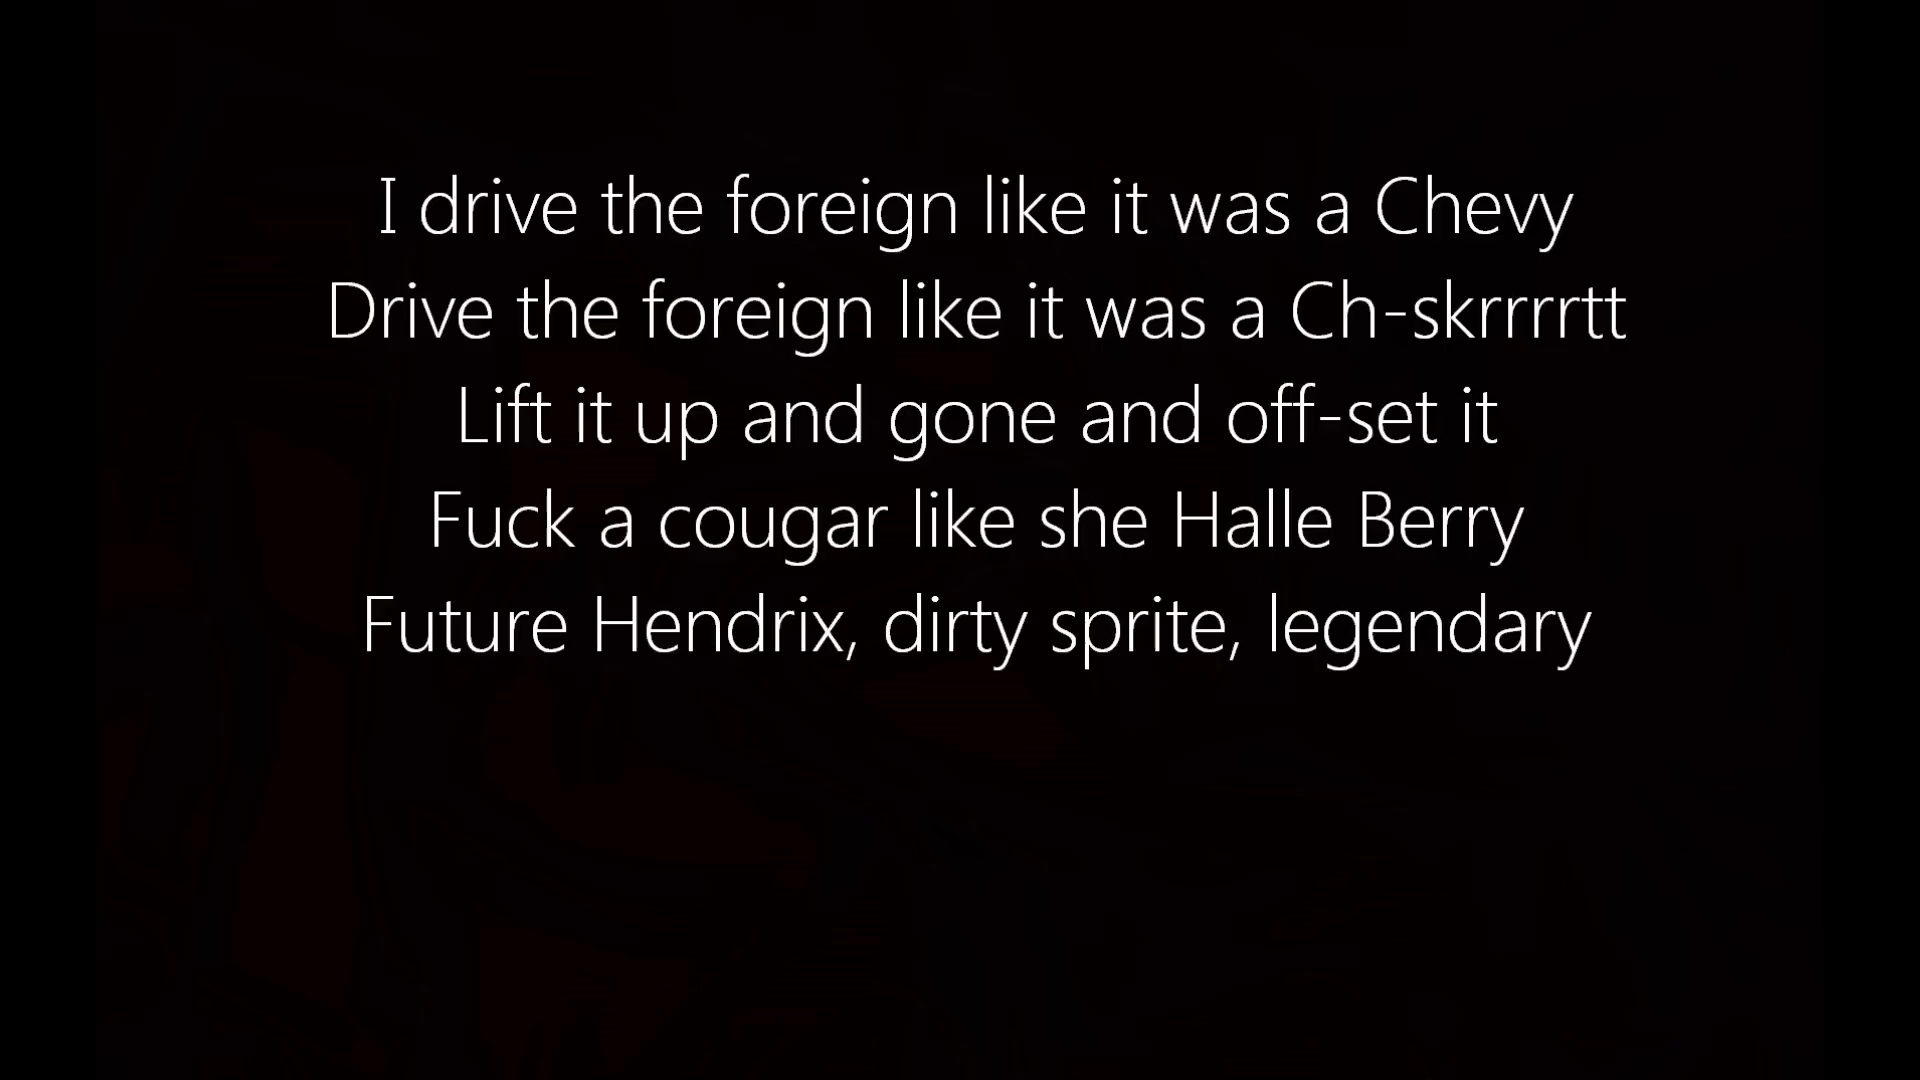 I drive the foreign like it was a Chevy
Drive the foreign like it was a Ch-skrrrrtt
Lift it up and gone and off-set it
Fuck a cougar like she Halle Berry
Future Hendrix, dirty sprite, legendary